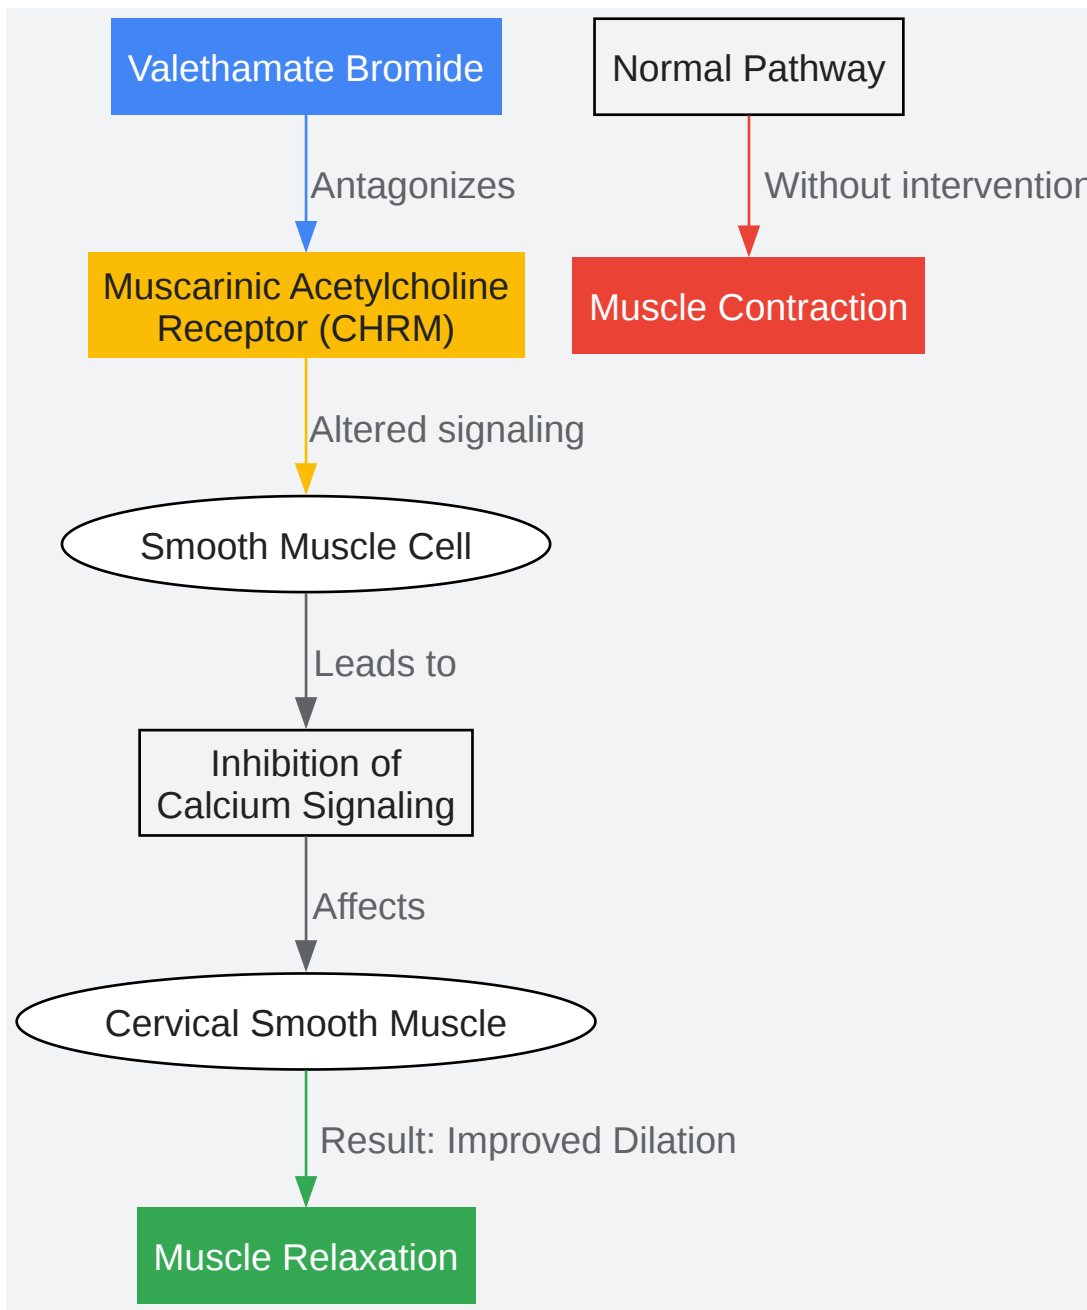 Valethamate Bromide
Normal Pathway
Antagonizes
Without intervention
Muscarinic Acetylcholine
Receptor (CHRM)
Muscle Contraction
Altered signaling
Smooth Muscle Cell
Leads to
Inhibition of
Calcium Signaling
Affects
Cervical Smooth Muscle
Result: Improved Dilation
Muscle Relaxation